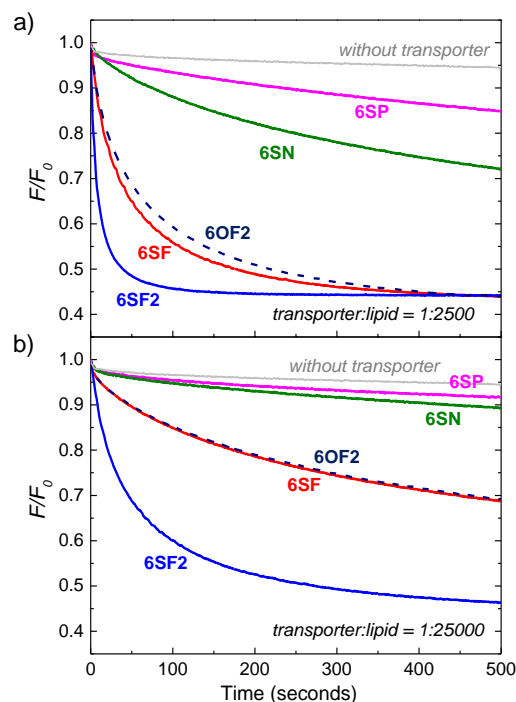 a)
1.0
without transporter
6SP
0.9
6SN
0.8
F/F0
0.7
6OF2
0.6
6SF
0.5
6SF2
0.4
transporter:lipid = 1:2500
b)
1.0
without transporter
6SP
0.9
6SN
0.8
F/F0
6OF2
0.7
6SF
0.6
6SF2
0.5
0.4
transporter:lipid = 1:25000
0 100 200 300 400 500
Time (seconds)